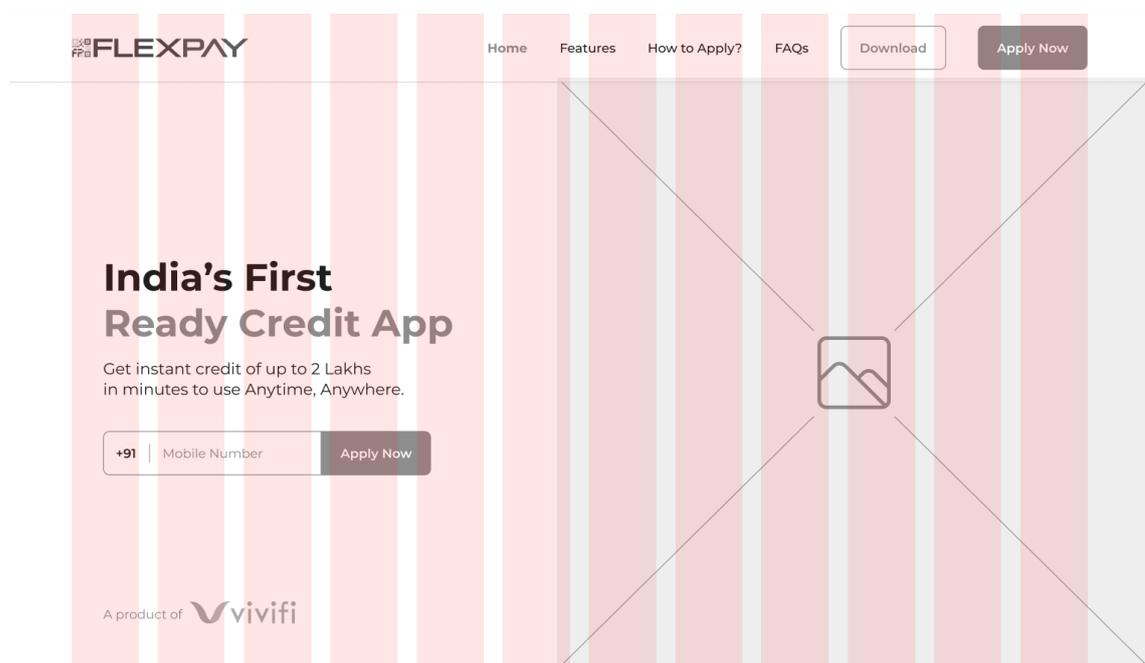 FLEXPAY
Home
Features
How to Apply?
FAQs
Download
Apply Now
India’s First
Ready Credit App
Get instant credit of up to 2 Lakhs
in minutes to use Anytime, Anywhere.
+91
Mobile Number
Apply Now
A product of vivifi